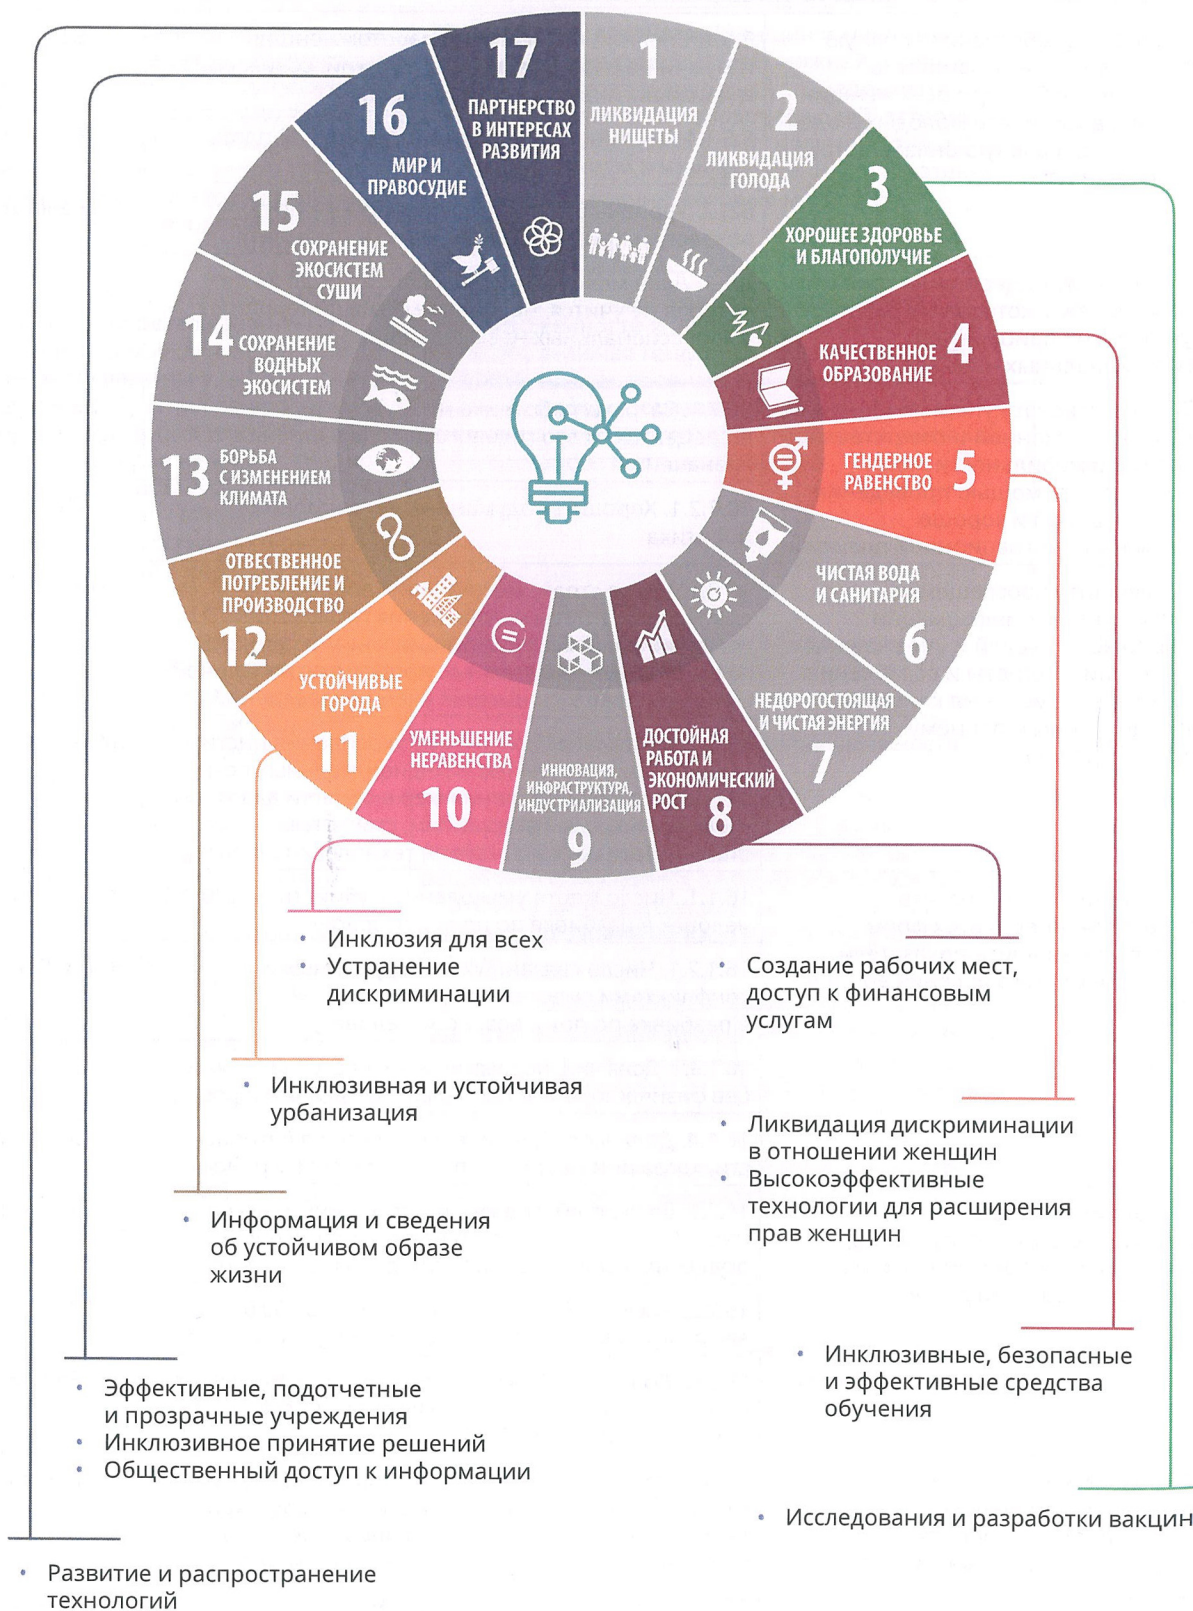 17
ПАРТНЕРСТВО
В ИНТЕРЕСАХ
РАЗВИТИЯ
1
ЛИКВИДАЦИЯ
НИЩЕТЫ
2
ЛИКВИДАЦИЯ
ГОЛОДА
3
ХОРОШЕЕ ЗДОРОВЬЕ
И БЛАГОПОЛУЧИЕ
4
КАЧЕСТВЕННОЕ
ОБРАЗОВАНИЕ
5
ГЕНДЕРНОЕ
РАВЕНСТВО
ЧИСТАЯ ВОДА
И САНИТАРИЯ
6
НЕДОРОГОСТОЯЩАЯ
И ЧИСТАЯ ЭНЕРГИЯ
7
ДОСТОЙНАЯ
РАБОТА И
ЭКОНОМИЧЕСКИЙ
РОСТ
8
ИННОВАЦИЯ,
ИНФРАСТРУКТУРА,
ИНДУСТРИАЛИЗАЦИЯ
9
УМЕНЬШЕНИЕ
НЕРАВЕНСТВА
10
УСТОЙЧИВЫЕ
ГОРОДА
11
ОТВЕСТВЕННОЕ
ПОТРЕБЛЕНИЕ И
ПРОИЗВОДСТВО
12
13
БОРЬБА
С ИЗМЕНЕНИЕМ
КЛИМАТА
14
СОХРАНЕНИЕ
ВОДНЫХ
ЭКОСИСТЕМ
15
СОХРАНЕНИЕ
ЭКОСИСТЕМ
СУШИ
16
МИР И
ПРАВОСУДИЕ
• Инклюзия для всех
• Устранение
дискриминации
• Создание рабочих мест,
доступ к финансовым
услугам
• Инклюзивная и устойчивая
урбанизация
• Ликвидация дискриминации
в отношении женщин
• Высокоэффективные
технологии для расширения
прав женщин
• Информация и сведения
об устойчивом образе
жизни
• Инклюзивные, безопасные
и эффективные средства
обучения
• Эффективные, подотчетные
и прозрачные учреждения
• Инклюзивное принятие решений
• Общественный доступ к информации
• Исследования и разработки вакцин
• Развитие и распространение
технологий